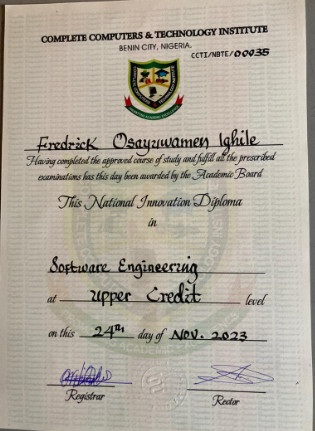 COMPLETE COMPUTERS & TECHNOLOGY INSTITUTE
BENIN CITY, NIGERIA.
CCTI/NBTE/00035
Fredrick Osayuwamen Ighile
Having completed the approved course of study and fulfill all the prescribed
examinations has this day been awarded by the Academic Board
This National Innovation Diploma
in
Software Engineering
at Upper Credit level
on this 24th day of NOV. 2023
Registrar
Rector